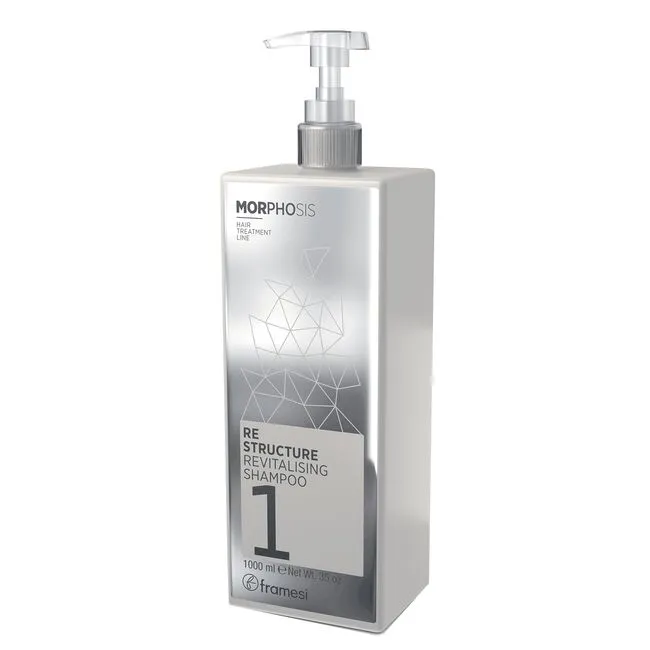 MORPHOSIS
HAIR
TREATMENT
LINE
RE
STRUCTURE
REVITALISING
SHAMPOO
1
1000 ml ℮ Net Wt. 35 oz
framesi